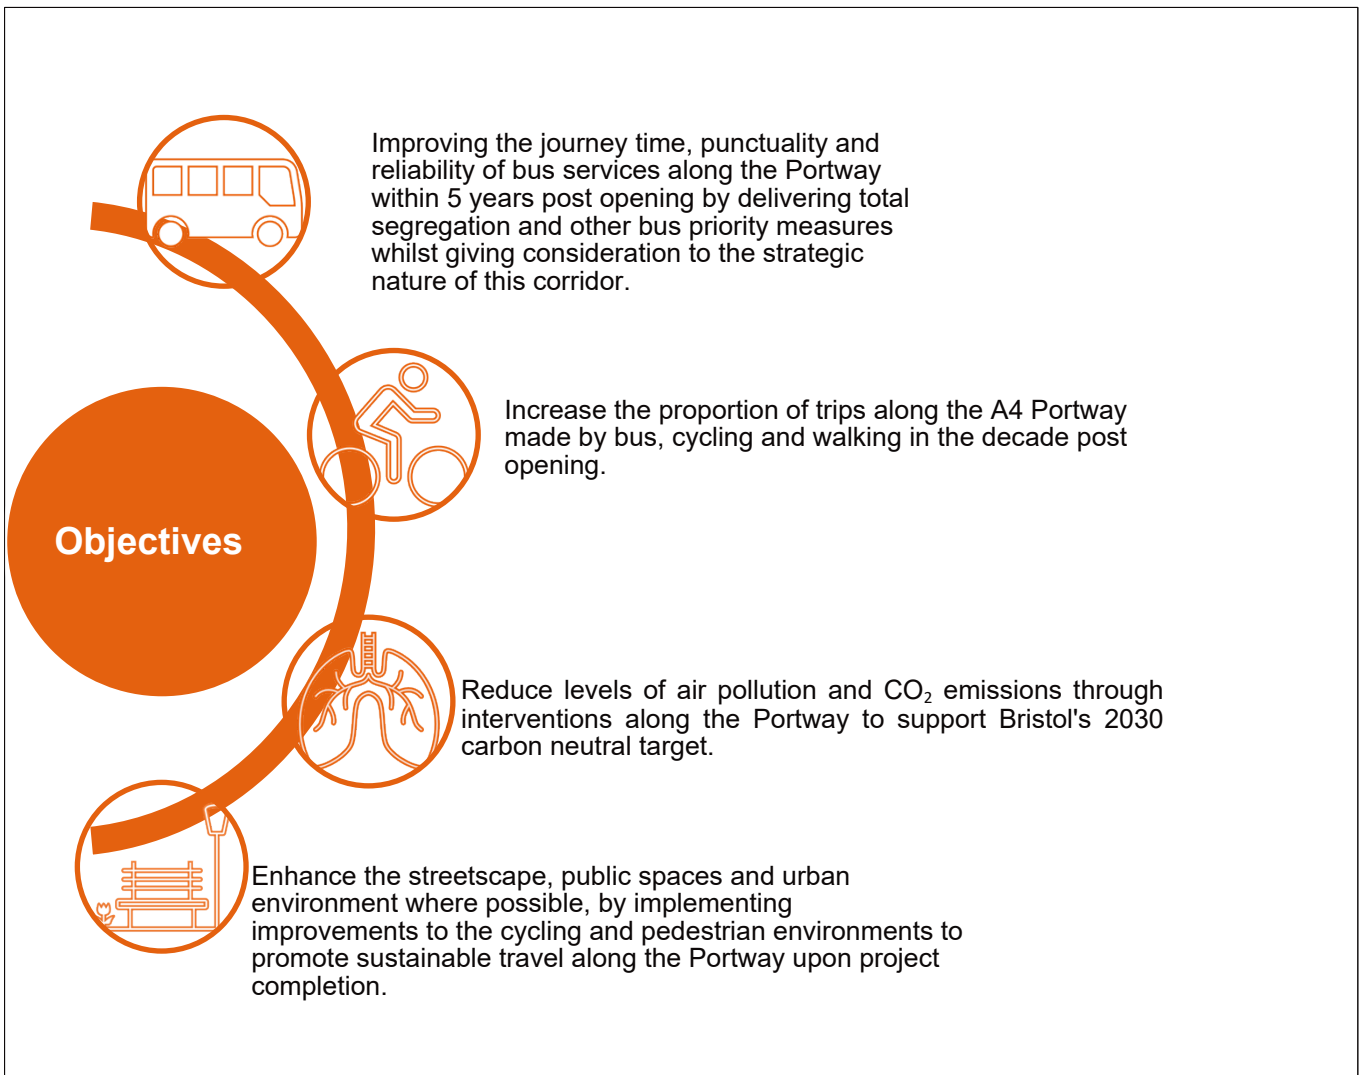 Improving the journey time, punctuality and
reliability of bus services along the Portway
within 5 years post opening by delivering total
segregation and other bus priority measures
whilst giving consideration to the strategic
nature of this corridor.
Increase the proportion of trips along the A4 Portway
made by bus, cycling and walking in the decade post
opening.
Objectives
Reduce levels of air pollution and CO₂ emissions through
interventions along the Portway to support Bristol's 2030
carbon neutral target.
Enhance the streetscape, public spaces and urban
environment where possible, by implementing
improvements to the cycling and pedestrian environments to
promote sustainable travel along the Portway upon project
completion.